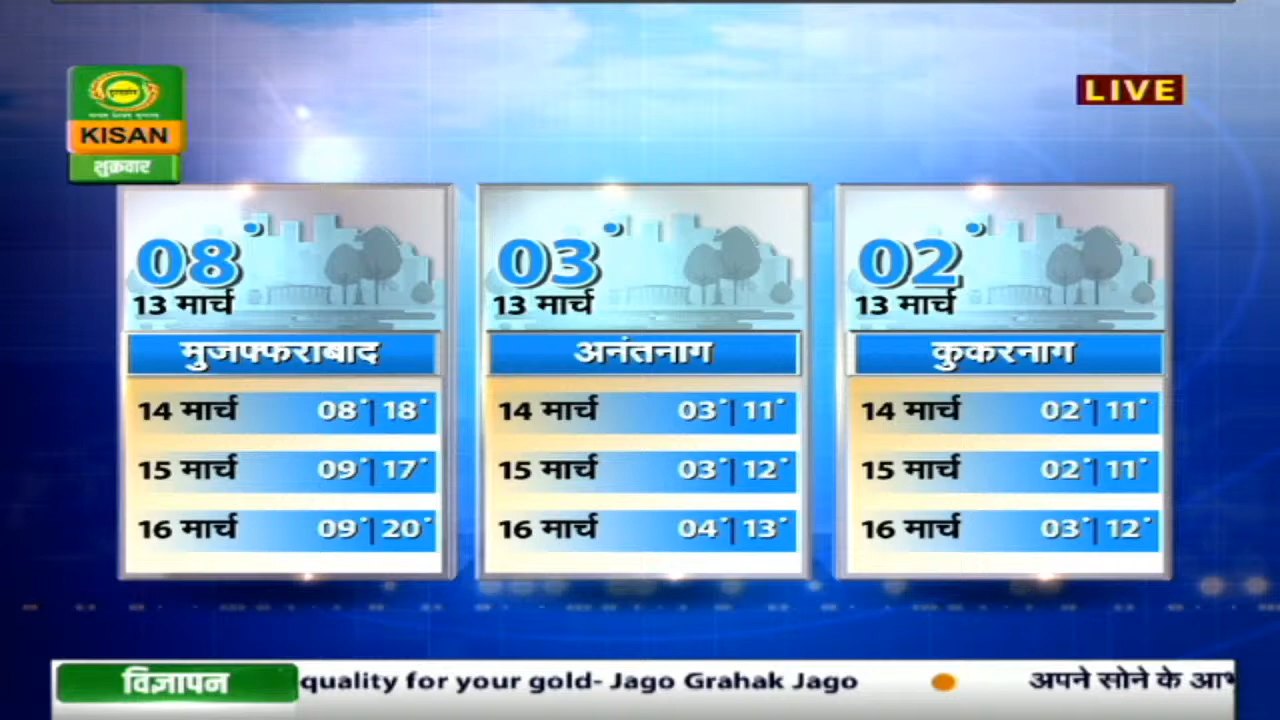 KISAN
शुक्रवार
LIVE
08°
13 मार्च
मुजफ्फराबाद
14 मार्च 08°|18°
15 मार्च 09°|17°
16 मार्च 09°|20°
03°
13 मार्च
अनंतनाग
14 मार्च 03°|11°
15 मार्च 03°|12°
16 मार्च 04°|13°
02°
13 मार्च
कुकरनाग
14 मार्च 02°|11°
15 मार्च 02°|11°
16 मार्च 03°|12°
विज्ञापन quality for your gold- Jago Grahak Jago ● अपने सोने के